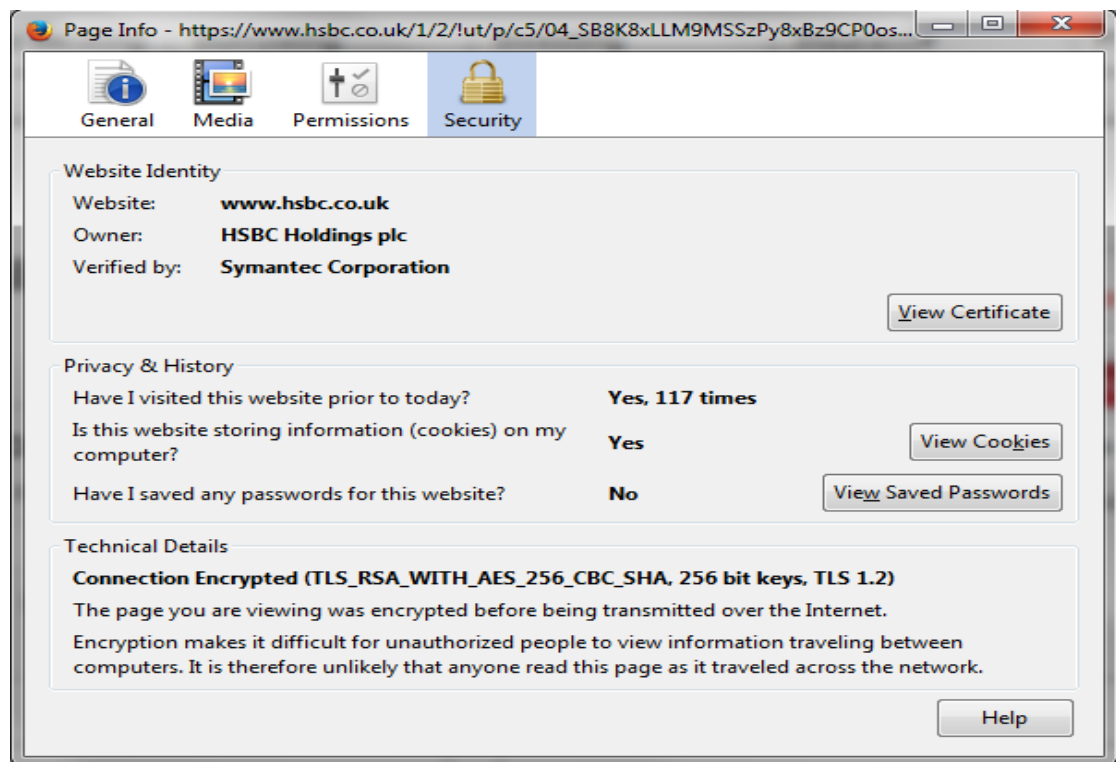 Page Info - https://www.hsbc.co.uk/1/2/!ut/p/c5/04_SB8K8xLLM9MSSzPy8xBz9CP0os...
General Media Permissions Security
Website Identity
Website: www.hsbc.co.uk
Owner: HSBC Holdings plc
Verified by: Symantec Corporation
View Certificate
Privacy & History
Have I visited this website prior to today? Yes, 117 times
Is this website storing information (cookies) on my
computer?
Yes
View Cookies
Have I saved any passwords for this website? No View Saved Passwords
Technical Details
Connection Encrypted (TLS_RSA_WITH_AES_256_CBC_SHA, 256 bit keys, TLS 1.2)
The page you are viewing was encrypted before being transmitted over the Internet.
Encryption makes it difficult for unauthorized people to view information traveling between
computers. It is therefore unlikely that anyone read this page as it traveled across the network.
Help